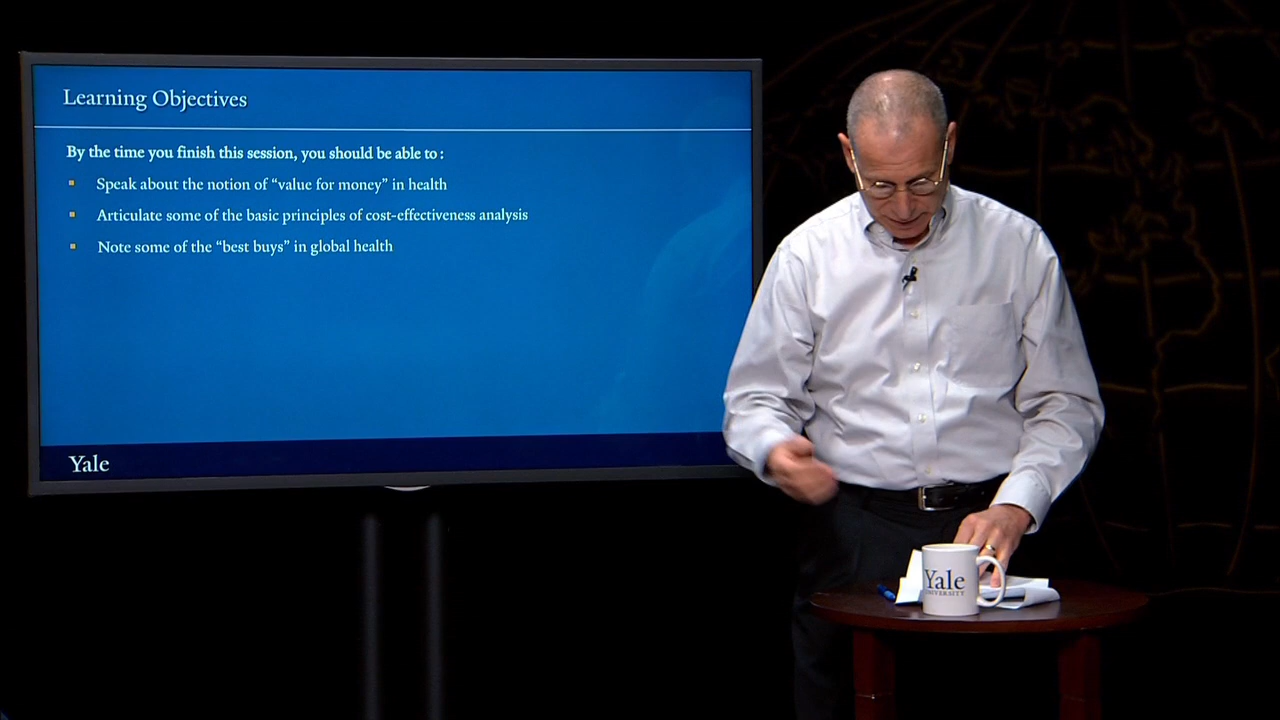 Learning Objectives
By the time you finish this session, you should be able to :
Speak about the notion of “value for money” in health
Articulate some of the basic principles of cost-effectiveness analysis
Note some of the “best buys” in global health
Yale
Yale
UNIVERSITY